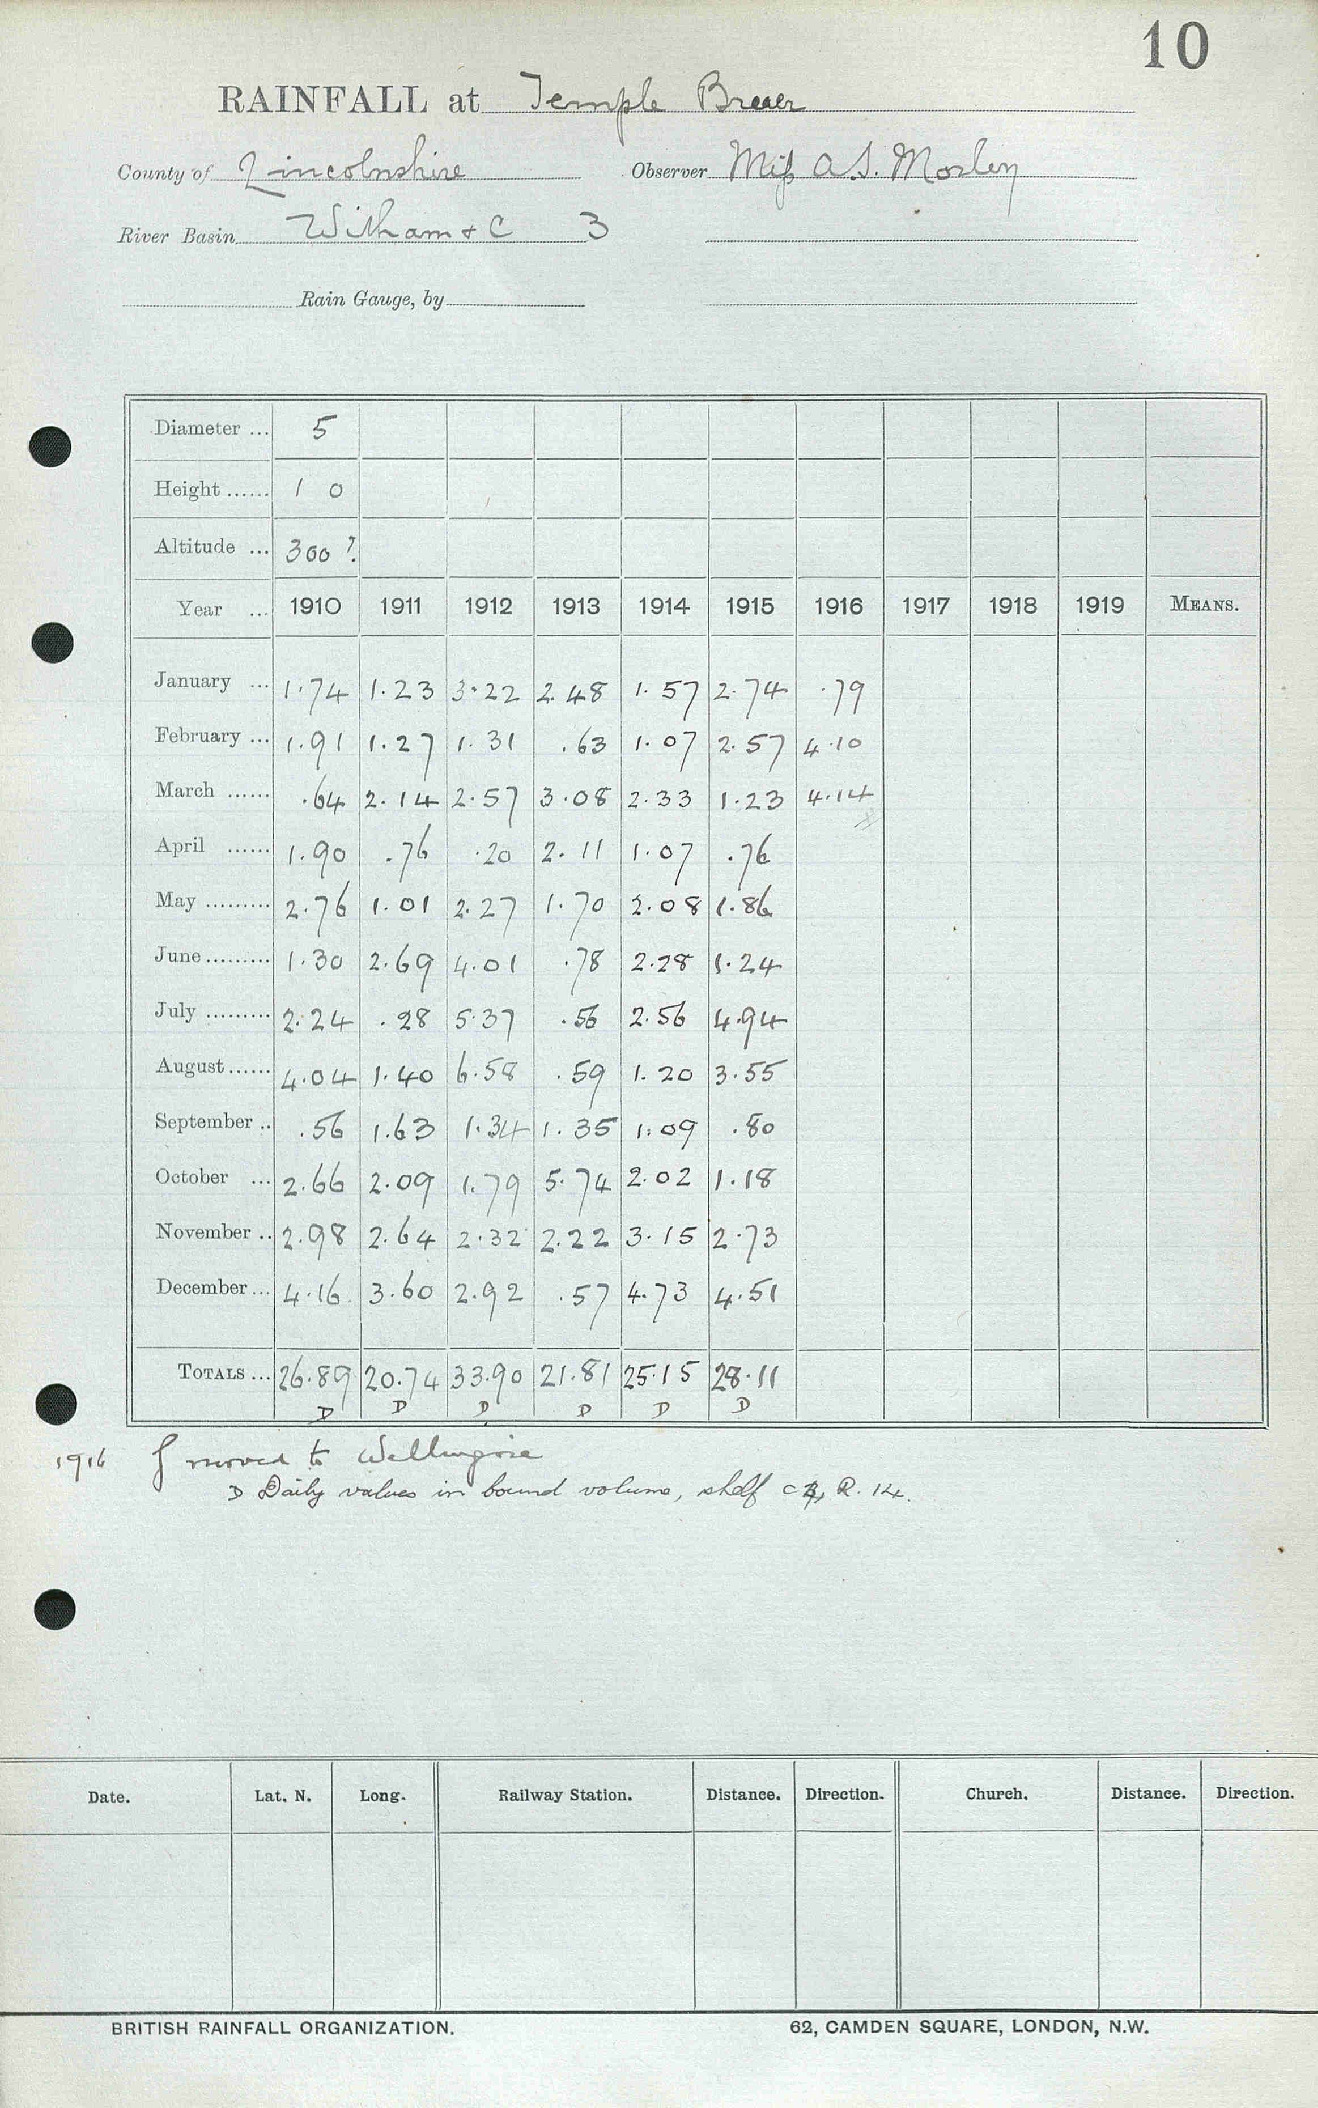 10
RAINFALL at Temple Bruer
County of Lincolnshire Observer Miss A.S. Morley
River Basin Witham & C 3
Rain Gauge, by
Diameter ... 5
Height ...... 1 0
Altitude ... 300 ?
Year ... 1910 1911 1912 1913 1914 1915 1916 1917 1918 1919 MEANS.
January ... 1.74 1.23 3.22 2.48 1.57 2.74 .79
February ... 1.91 1.27 1.31 .63 1.07 2.57 4.10
March ...... .64 2.14 2.57 3.08 2.33 1.23 4.14
April ...... 1.90 .76 .20 2.11 1.07 .76
May ......... 2.76 1.01 2.27 1.70 2.08 1.86
June ......... 1.30 2.69 4.01 .78 2.28 1.24
July ......... 2.24 .28 5.37 .56 2.56 4.94
August ...... 4.04 1.40 6.58 .59 1.20 3.55
September .. .56 1.63 1.34 1.35 1.09 .80
October ... 2.66 2.09 1.79 5.74 2.02 1.18
November .. 2.98 2.64 2.32 2.22 3.15 2.73
December ... 4.16 3.60 2.92 .57 4.73 4.51
TOTALS ... 26.89 20.74 33.90 21.81 25.15 28.11
D D D D D D
1916 moved to Wellingore
D Daily values in bound volume, shelf R. 14.
Date. Lat. N. Long. Railway Station. Distance. Direction. Church. Distance. Direction.
BRITISH RAINFALL ORGANIZATION. 62, CAMDEN SQUARE, LONDON, N.W.